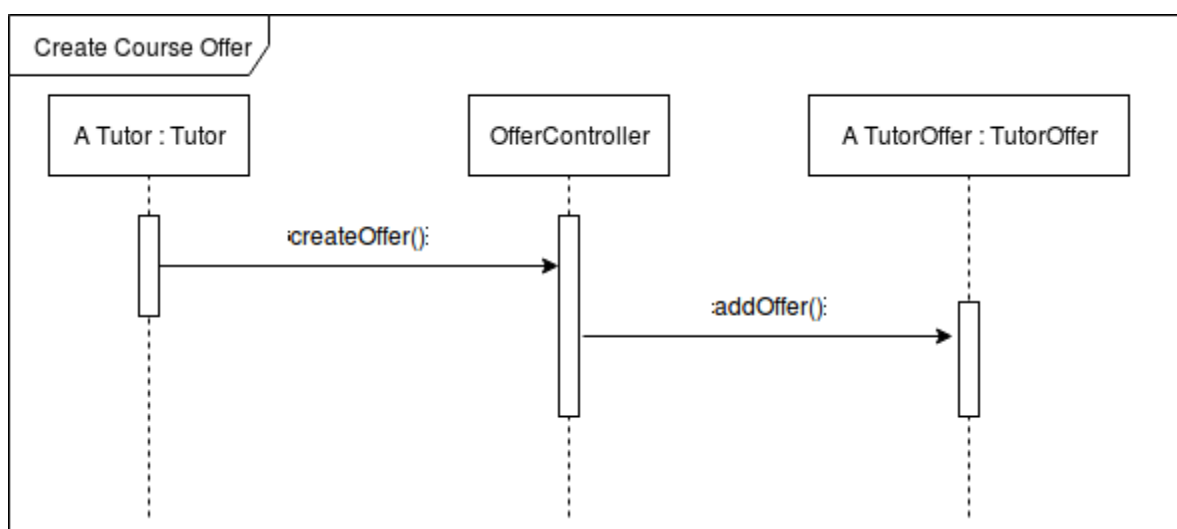 Create Course Offer
A Tutor : Tutor
OfferController
A TutorOffer : TutorOffer
createOffer()
addOffer()